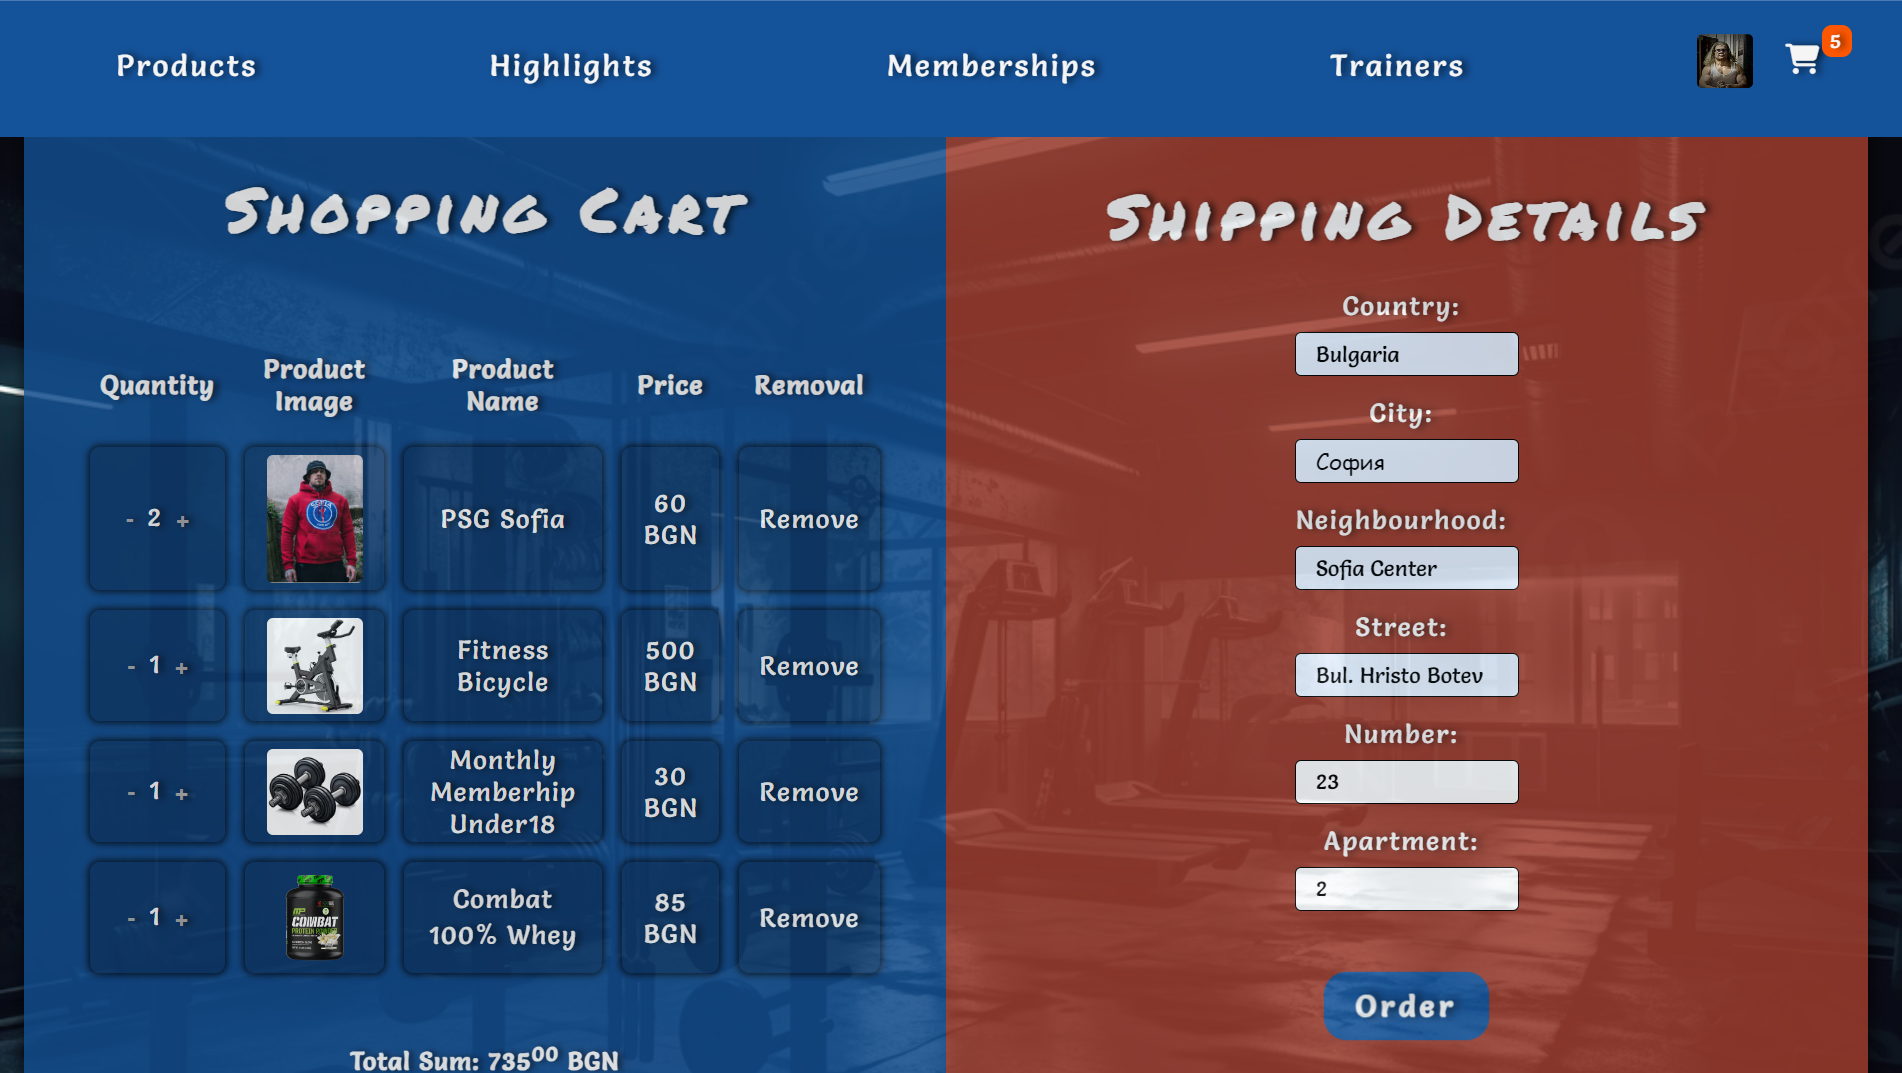 Products
Highlights
Memberships
Trainers
5
Shopping Cart
Quantity
Product
Image
Product
Name
Price
Removal
- 2 +
PSG Sofia
60
BGN
Remove
- 1 +
Fitness
Bicycle
500
BGN
Remove
- 1 +
Monthly
Memberhip
Under18
30
BGN
Remove
- 1 +
COMBAT
PROTEIN POWDER
Combat
100% Whey
85
BGN
Remove
Total Sum: 735⁰⁰ BGN
Shipping Details
Country:
Bulgaria
City:
София
Neighbourhood:
Sofia Center
Street:
Bul. Hristo Botev
Number:
23
Apartment:
2
Order